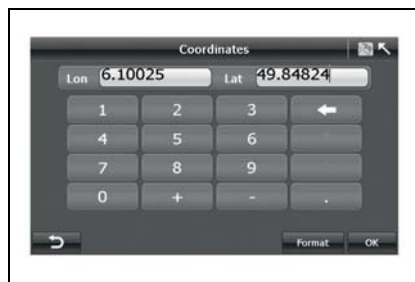 Coordinates
Lon 6.10025 Lat 49.84824
1 2 3
4 5 6
7 8 9
0 + - .
Format OK